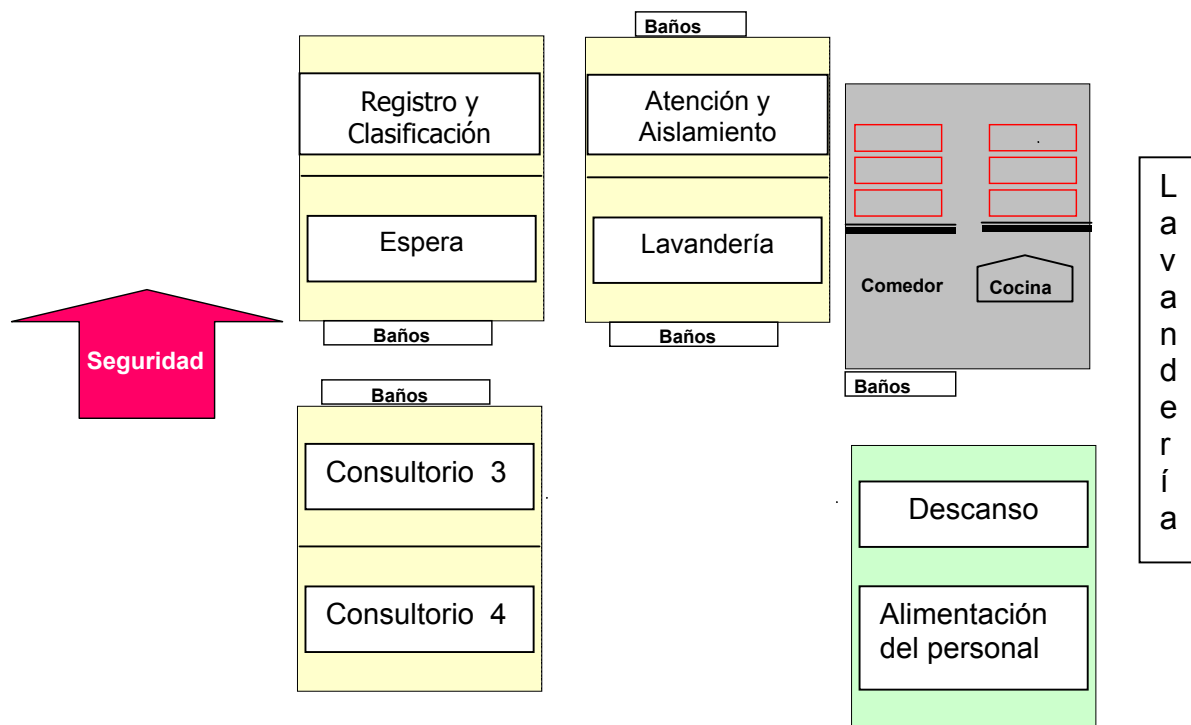 Baños
Registro y
Clasificación
Atención y
Aislamiento
Espera
Lavandería
Comedor
Cocina
Seguridad
Baños
Baños
Baños
Baños
Consultorio 3
Consultorio 4
Descanso
Alimentación
del personal
Lavandería